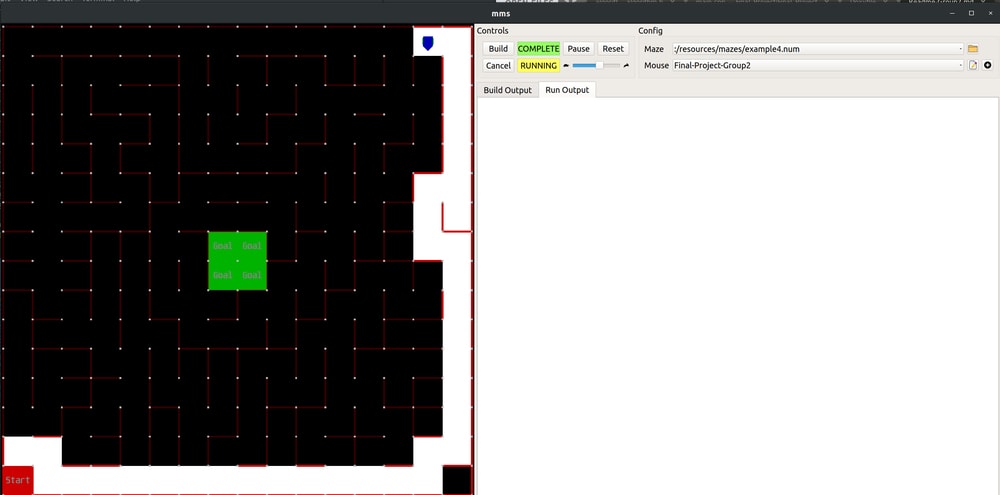 mms
Controls
Config
Build COMPLETE Pause Reset
Maze :/resources/mazes/example4.num
Cancel RUNNING
Mouse Final-Project-Group2
Build Output Run Output
Goal Goal
Goal Goal
Start